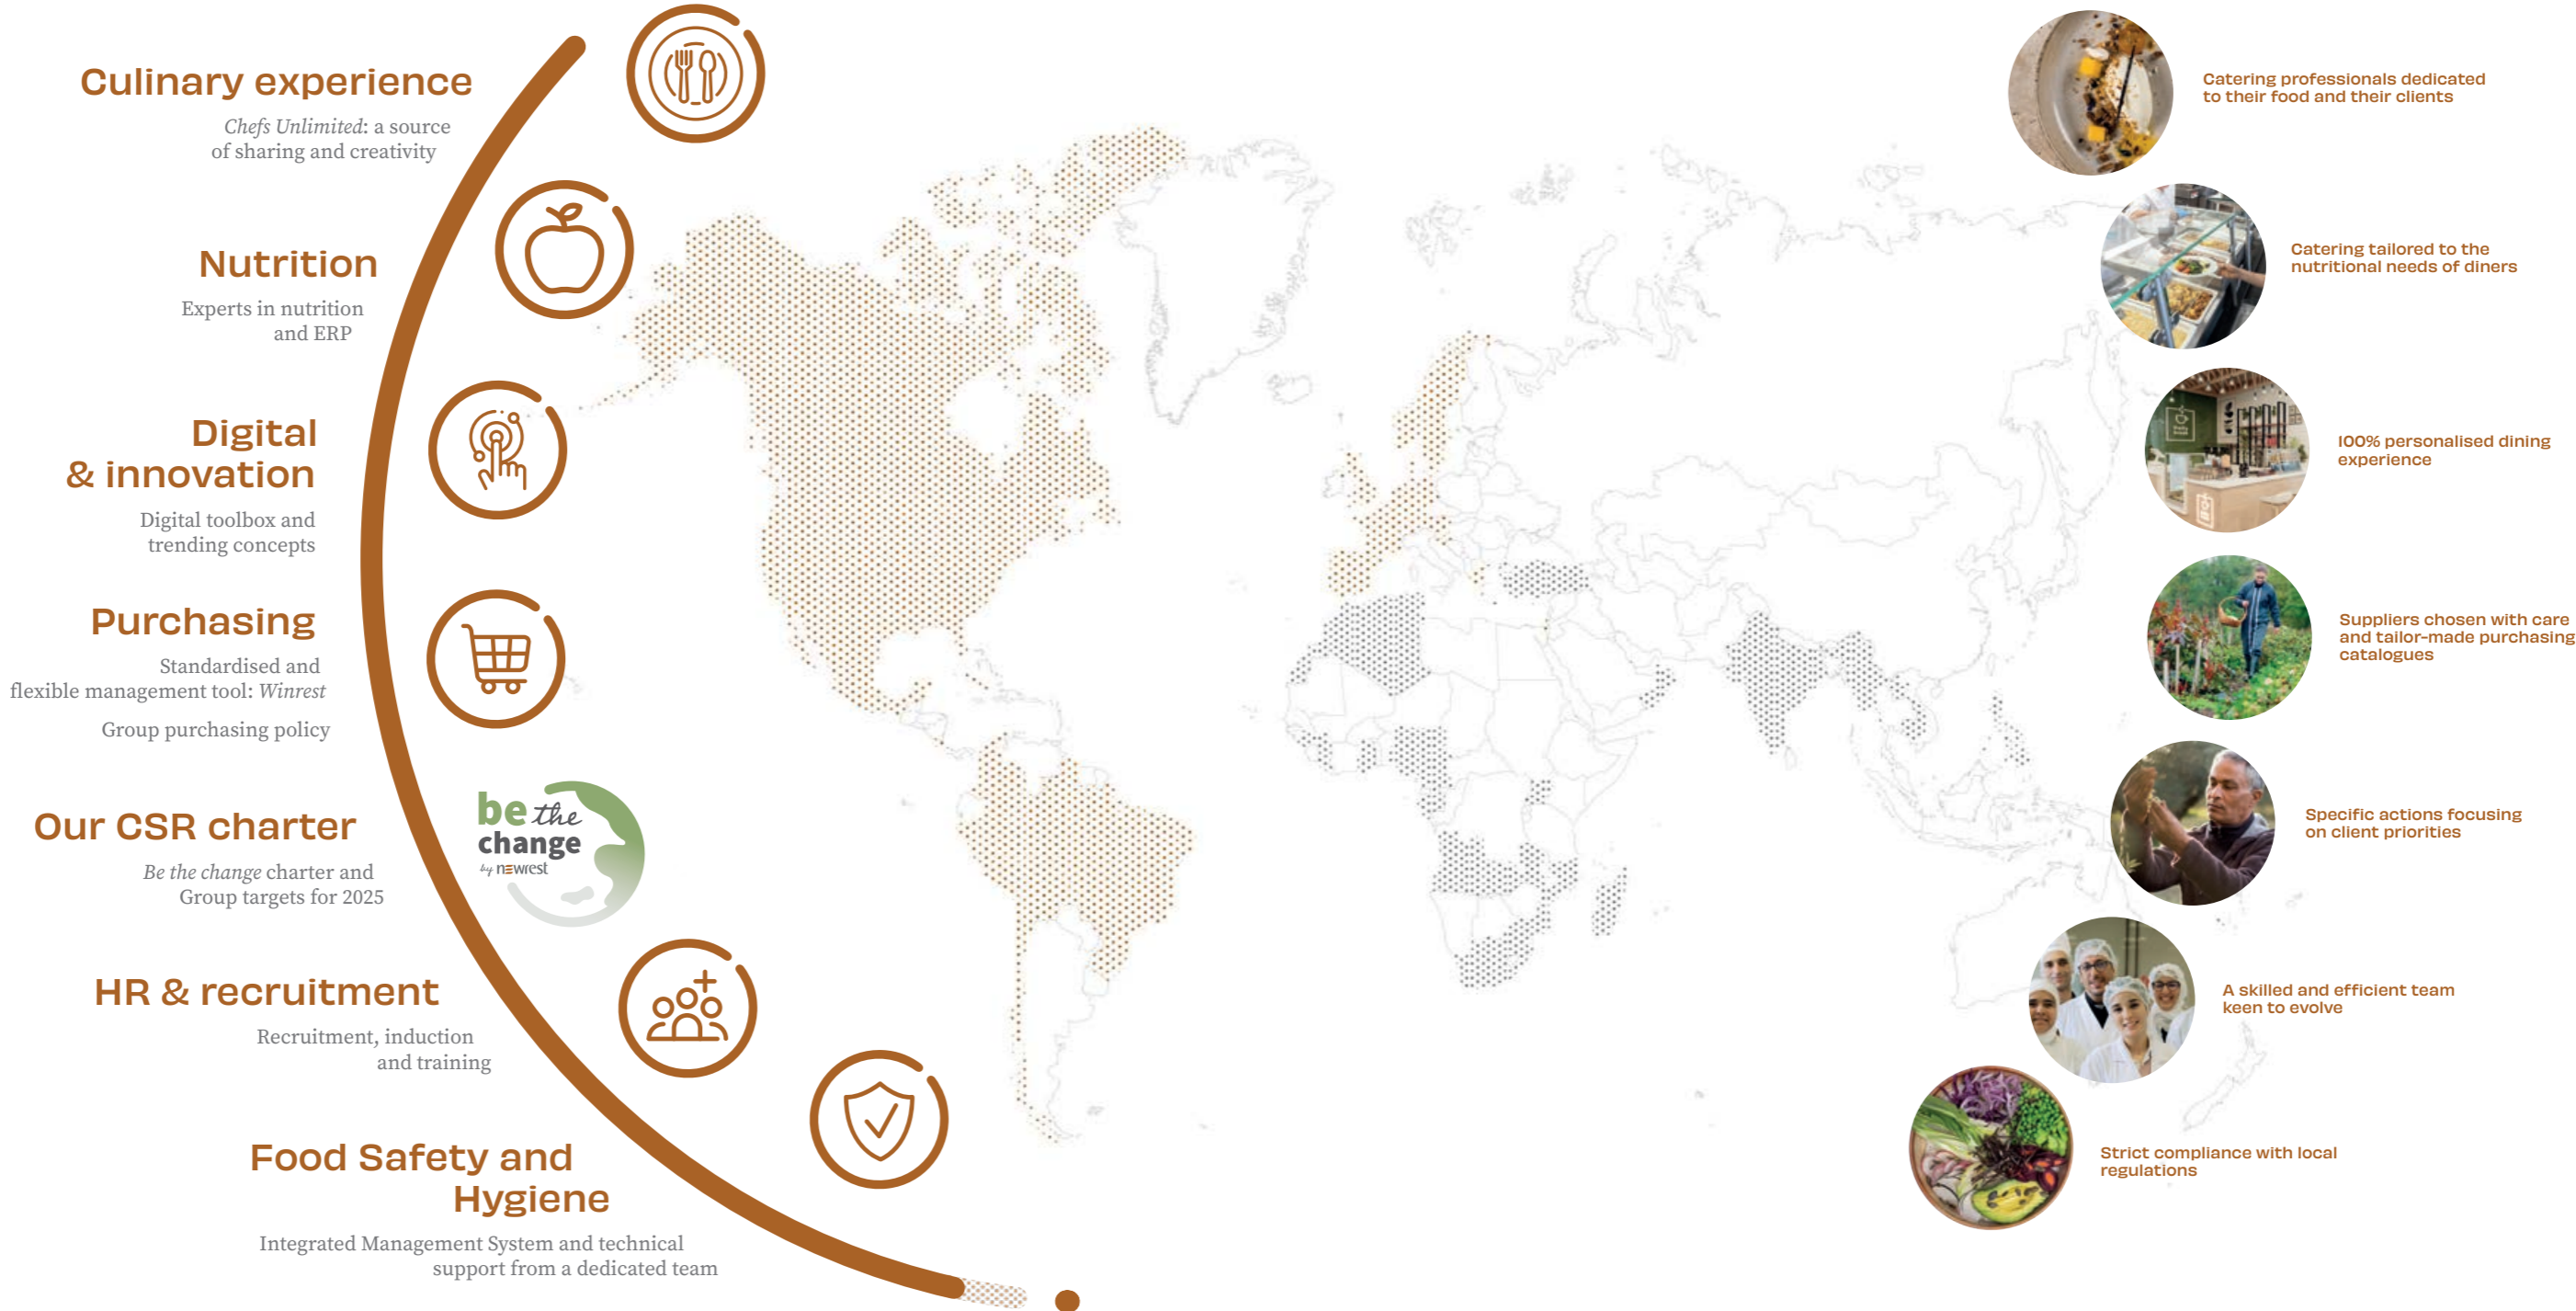 Culinary experience
Chefs Unlimited: a source
of sharing and creativity
Nutrition
Experts in nutrition
and ERP
Digital
& innovation
Digital toolbox and
trending concepts
Purchasing
Standardised and
flexible management tool: Winrest
Group purchasing policy
Our CSR charter
Be the change charter and
Group targets for 2025
be the
change
by newrest
HR & recruitment
Recruitment, induction
and training
Food Safety and
Hygiene
Integrated Management System and technical
support from a dedicated team
Catering professionals dedicated
to their food and their clients
Catering tailored to the
nutritional needs of diners
100% personalised dining
experience
Suppliers chosen with care
and tailor-made purchasing
catalogues
Specific actions focusing
on client priorities
A skilled and efficient team
keen to evolve
Strict compliance with local
regulations